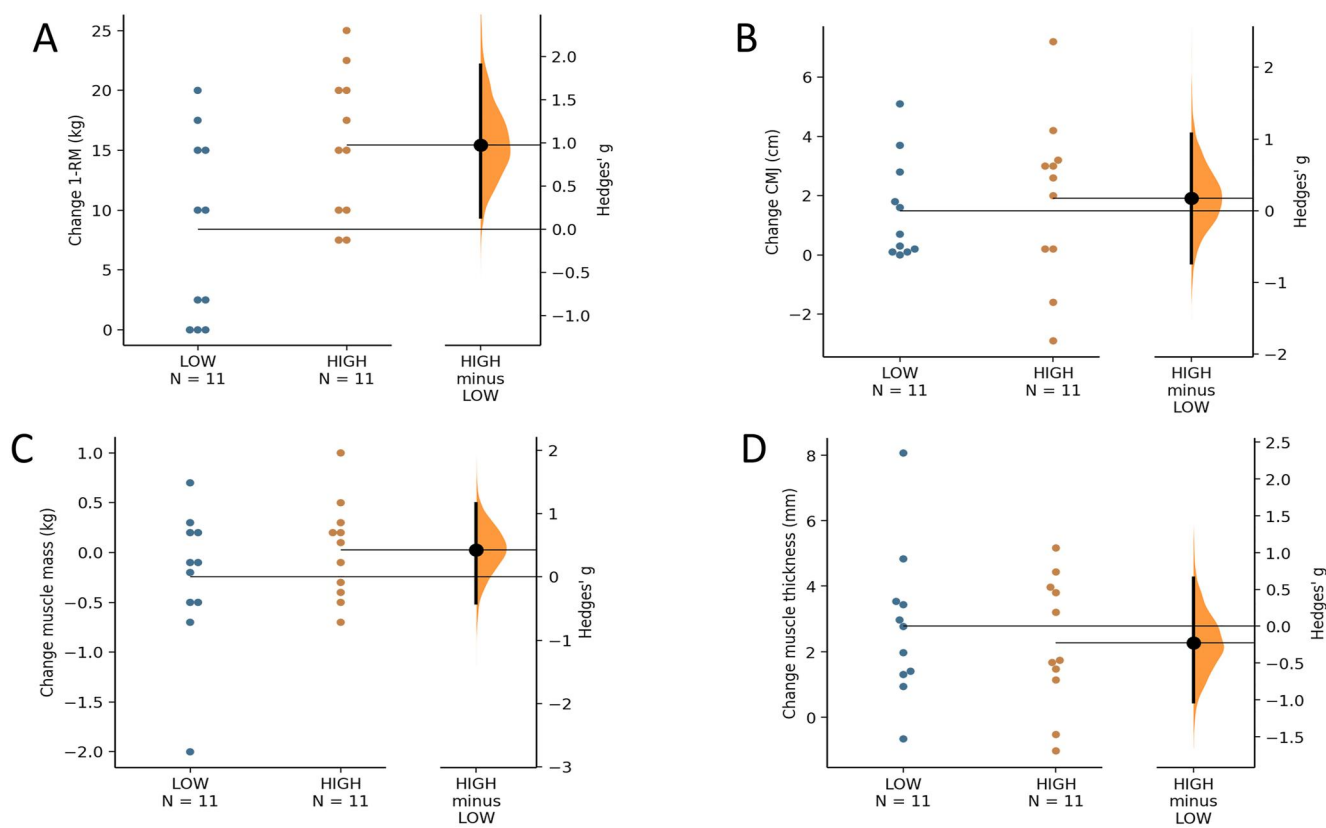 A
Change 1-RM (kg)
25
20
15
10
5
0
LOW
N = 11
HIGH
N = 11
HIGH
minus
LOW
2.0
1.5
1.0
0.5
0.0
−0.5
−1.0
Hedges' g
B
Change CMJ (cm)
6
4
2
0
−2
LOW
N = 11
HIGH
N = 11
HIGH
minus
LOW
2
1
0
−1
−2
Hedges' g
C
Change muscle mass (kg)
1.0
0.5
0.0
−0.5
−1.0
−1.5
−2.0
LOW
N = 11
HIGH
N = 11
HIGH
minus
LOW
2
1
0
−1
−2
−3
Hedges' g
D
Change muscle thickness (mm)
8
6
4
2
0
LOW
N = 11
HIGH
N = 11
HIGH
minus
LOW
2.5
2.0
1.5
1.0
0.5
0.0
−0.5
−1.0
−1.5
Hedges' g